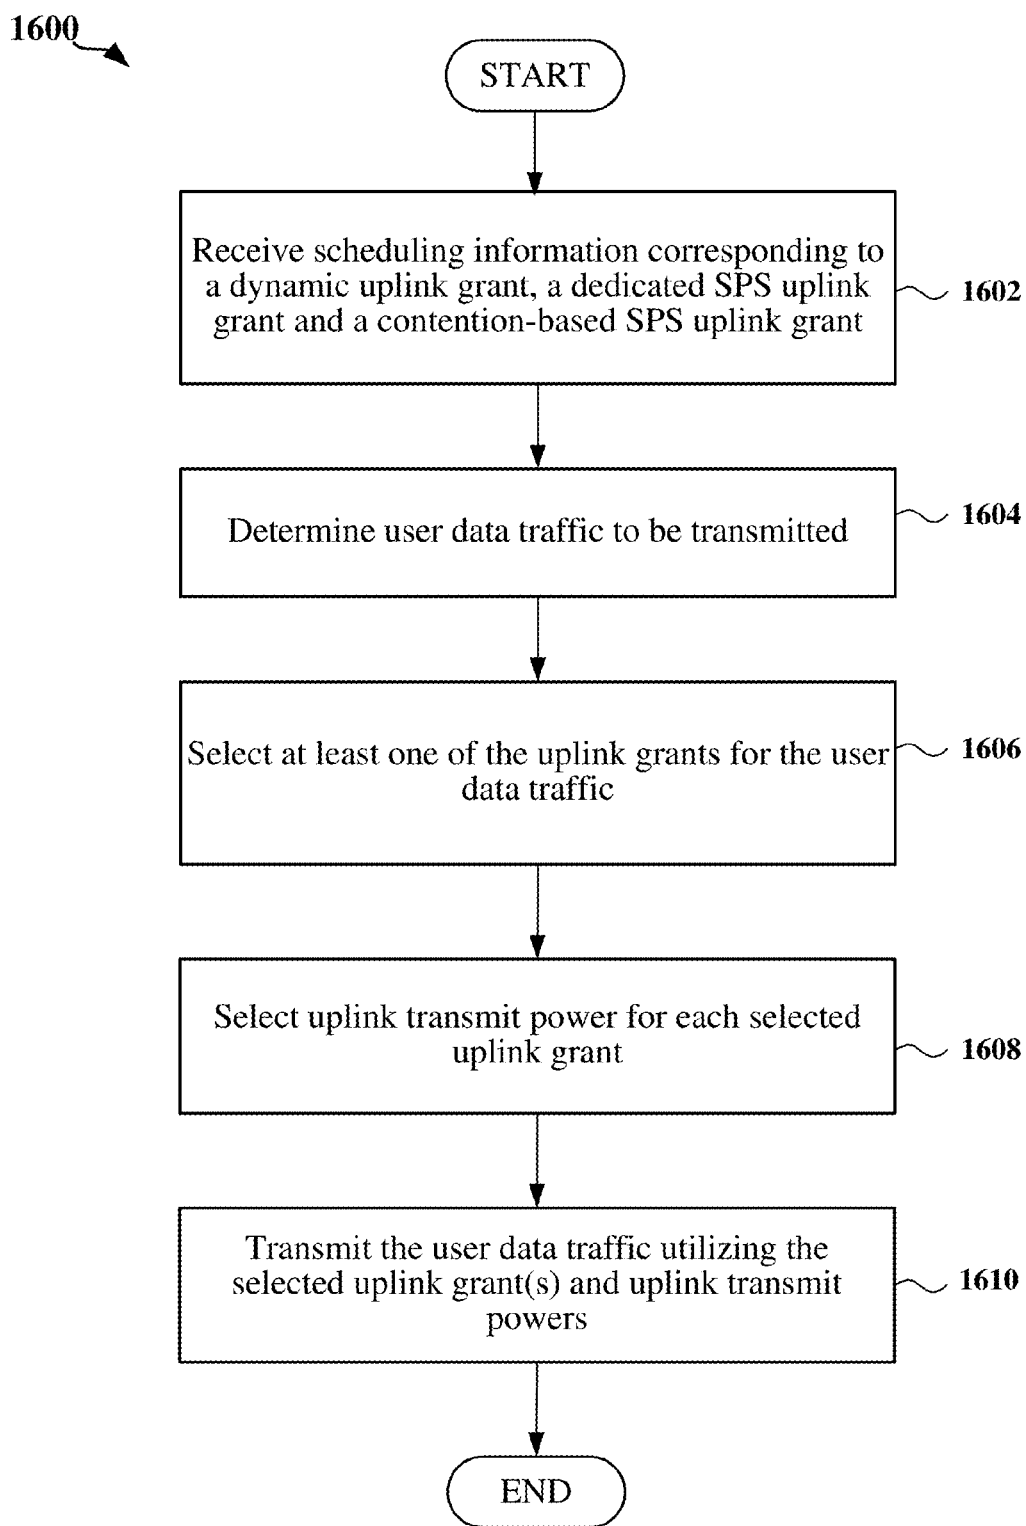 1600
START
Receive scheduling information corresponding to
a dynamic uplink grant, a dedicated SPS uplink
grant and a contention-based SPS uplink grant
1602
Determine user data traffic to be transmitted
1604
Select at least one of the uplink grants for the user
data traffic
1606
Select uplink transmit power for each selected
uplink grant
1608
Transmit the user data traffic utilizing the
selected uplink grant(s) and uplink transmit
powers
1610
END